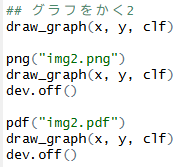 ## グラフをかく2
draw_graph(x, y, clf)
png("img2.png")
draw_graph(x, y, clf)
dev.off()
pdf("img2.pdf")
draw_graph(x, y, clf)
dev.off()